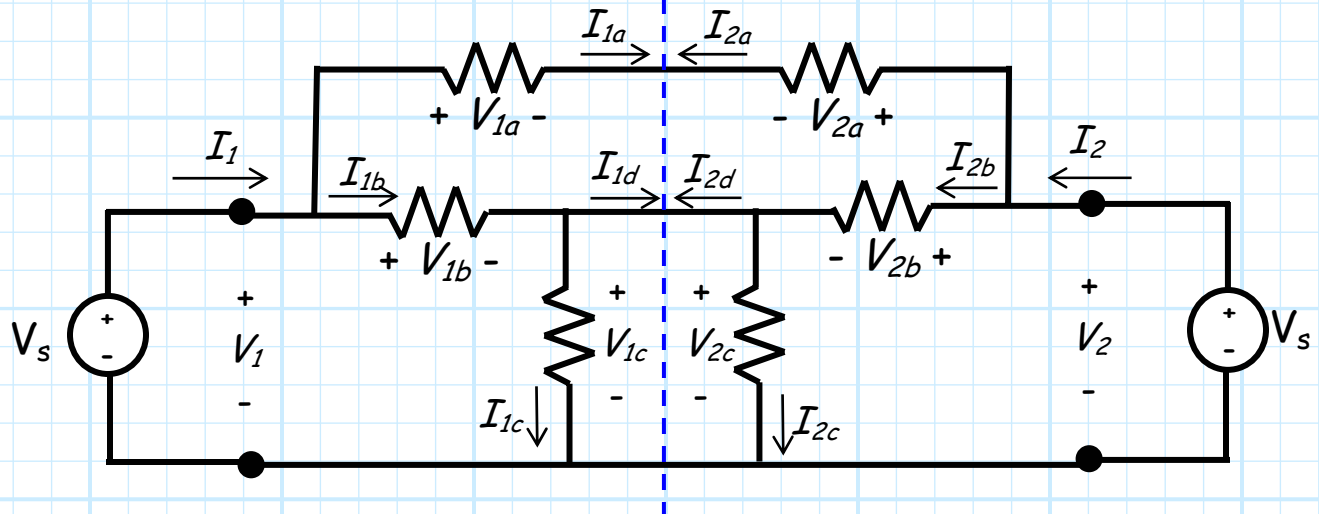 I1a I2a
+ V1a - - V2a +
I1 I1b I1d I2d I2b I2
+ V1b - - V2b +
+ + + +
Vs + - V1 V1c V2c V2 + - Vs
- - - -
I1c I2c